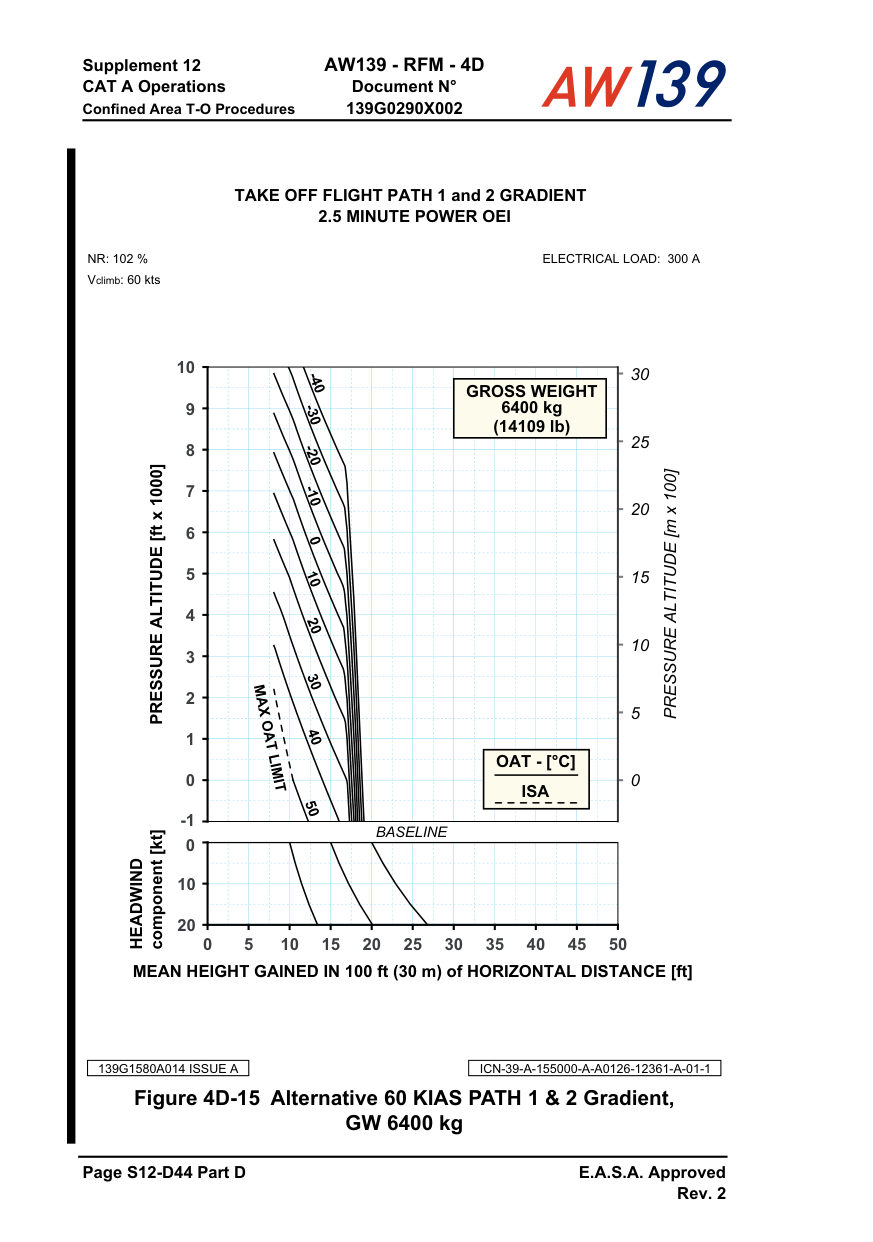 Supplement 12
CAT A Operations
Confined Area T-O Procedures
AW139 - RFM - 4D
Document N°
139G0290X002
AW139
TAKE OFF FLIGHT PATH 1 and 2 GRADIENT
2.5 MINUTE POWER OEI
NR: 102 %
ELECTRICAL LOAD: 300 A
Vclimb: 60 kts
GROSS WEIGHT
6400 kg
(14109 lb)
PRESSURE ALTITUDE [ft x 1000]
10
9
8
7
6
5
4
3
2
1
0
-1
-40
-30
-20
-10
0
10
20
30
40
50
MAX OAT LIMIT
PRESSURE ALTITUDE [m x 100]
30
25
20
15
10
5
0
OAT - [°C]
ISA
BASELINE
HEADWIND
component [kt]
0
10
20
0 5 10 15 20 25 30 35 40 45 50
MEAN HEIGHT GAINED IN 100 ft (30 m) of HORIZONTAL DISTANCE [ft]
139G1580A014 ISSUE A
ICN-39-A-155000-A-A0126-12361-A-01-1
Figure 4D-15 Alternative 60 KIAS PATH 1 & 2 Gradient,
GW 6400 kg
Page S12-D44 Part D
E.A.S.A. Approved
Rev. 2